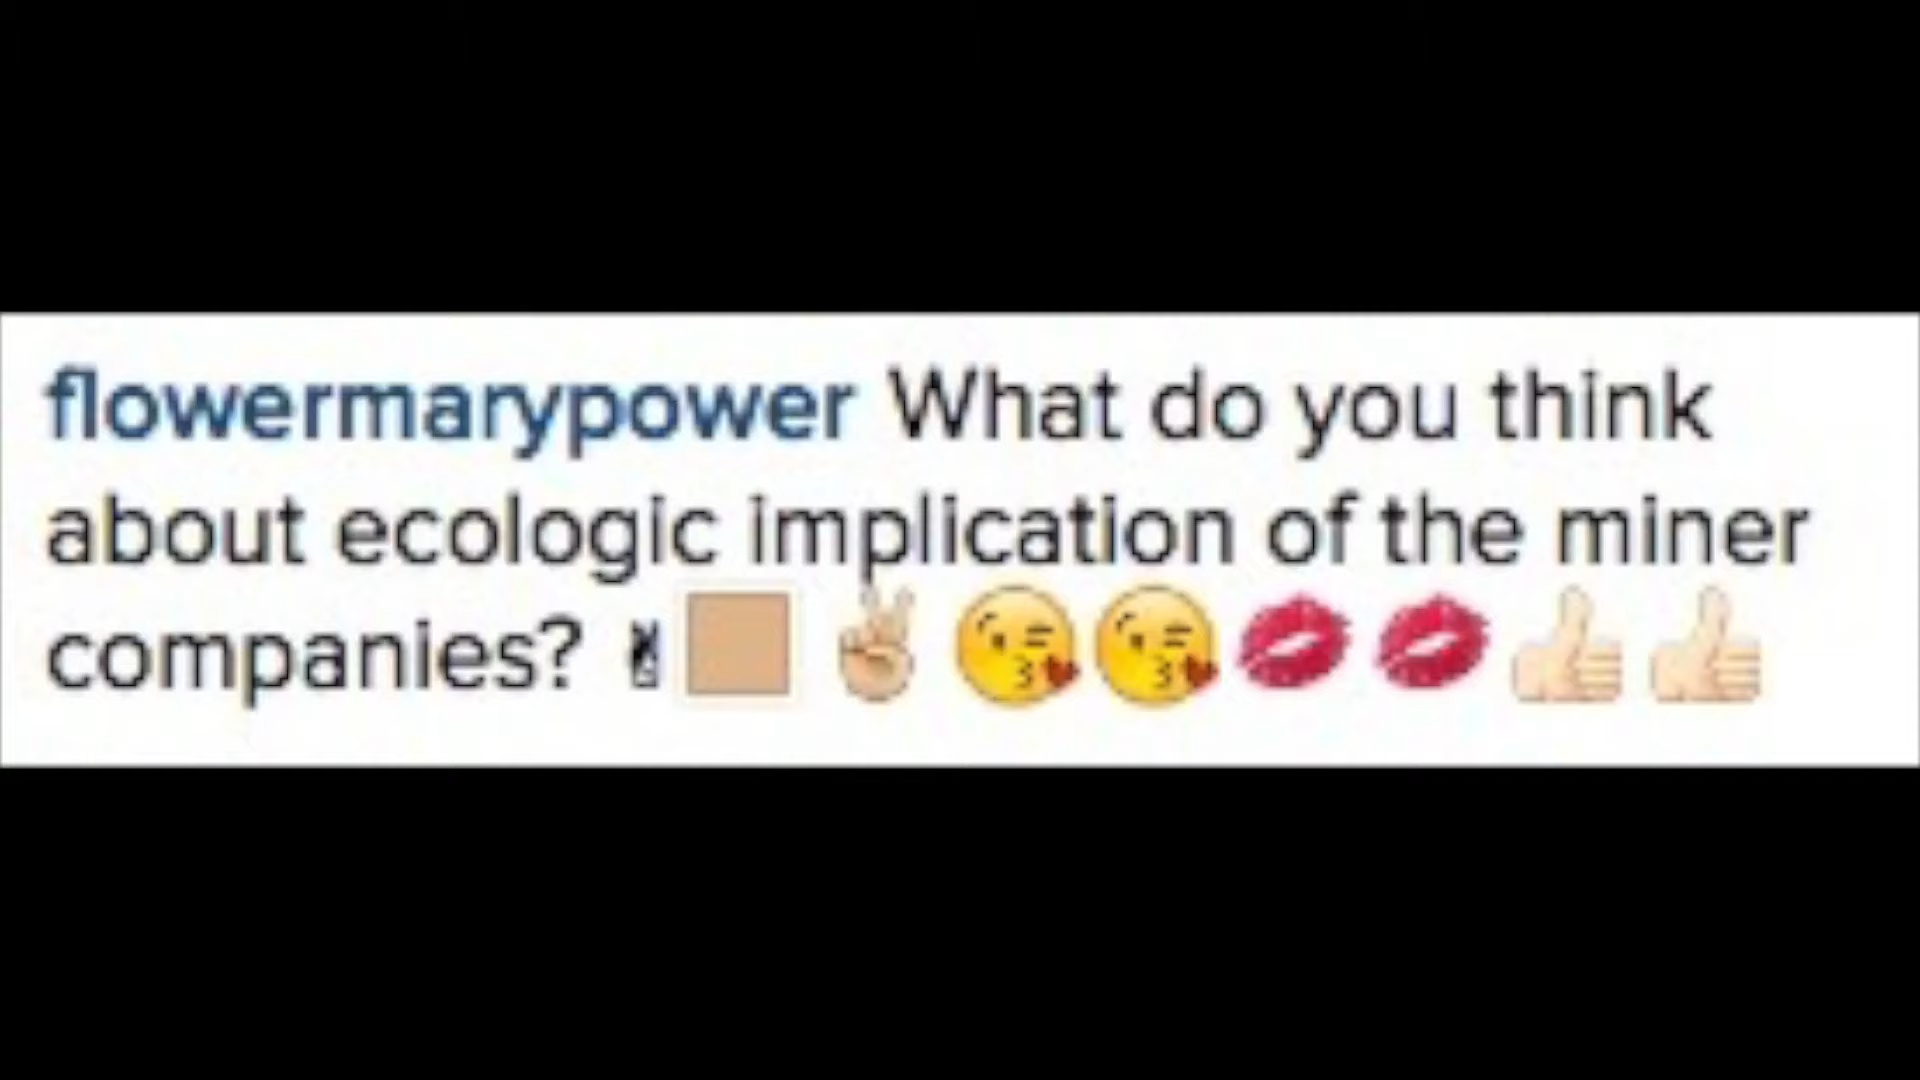 flowermarypower What do you think
about ecologic implication of the miner
companies? ✌🏽✌🏼😘😘💋💋👍🏻👍🏻